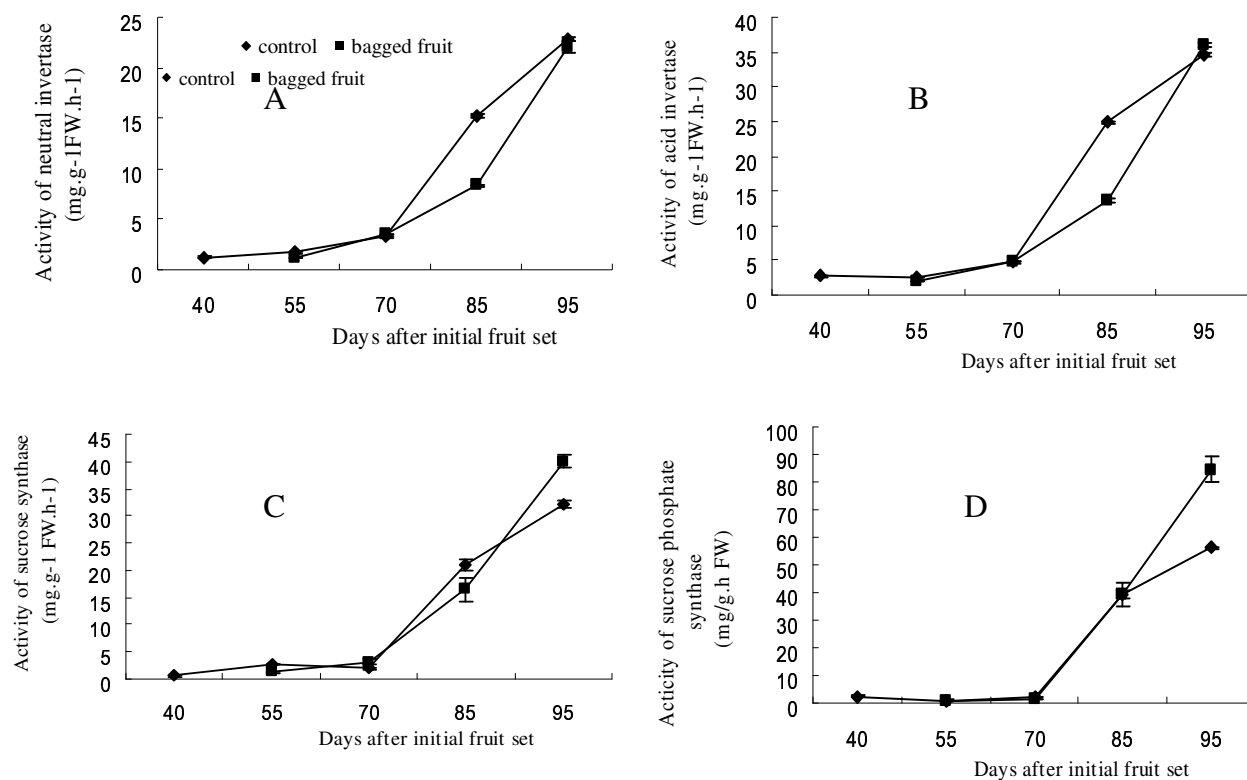 Activity of neutral invertase
(mg.g-1FW.h-1)
25
20
15
10
5
0
control bagged fruit
control bagged fruit
A
40 55 70 85 95
Days after initial fruit set
Activity of acid invertase
(mg.g-1FW.h-1)
40
35
30
25
20
15
10
5
0
B
40 55 70 85 95
Days after initial fruit set
Activity of sucrose synthase
(mg.g-1 FW.h-1)
45
40
35
30
25
20
15
10
5
0
C
40 55 70 85 95
Days after initial fruit set
Acticity of sucrose phosphate
synthase
(mg/g.h FW)
100
90
80
70
60
50
40
30
20
10
0
D
40 55 70 85 95
Days after initial fruit set